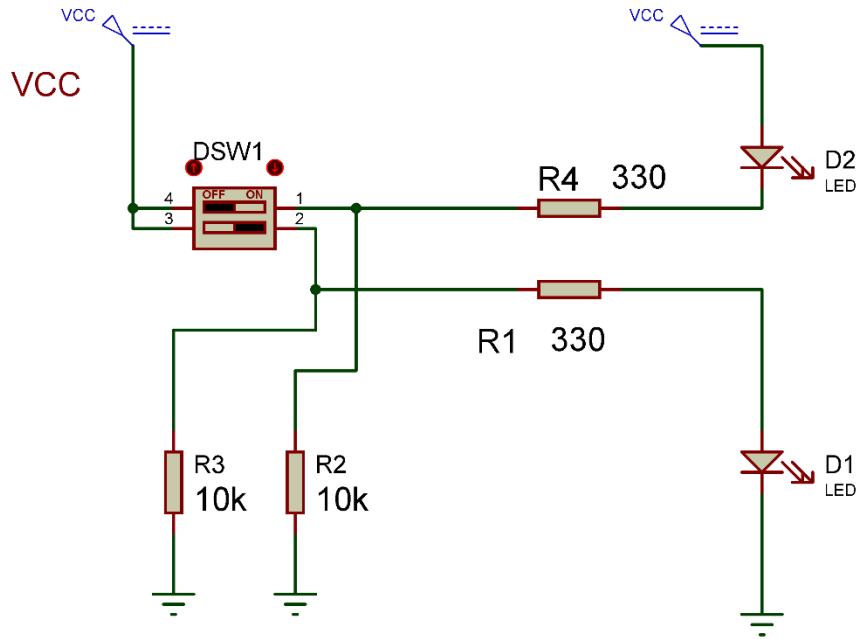 VCC
VCC
VCC
DSW1
OFF ON
4
3
1
2
R4 330
D2
LED
R1 330
R3
10k
R2
10k
D1
LED